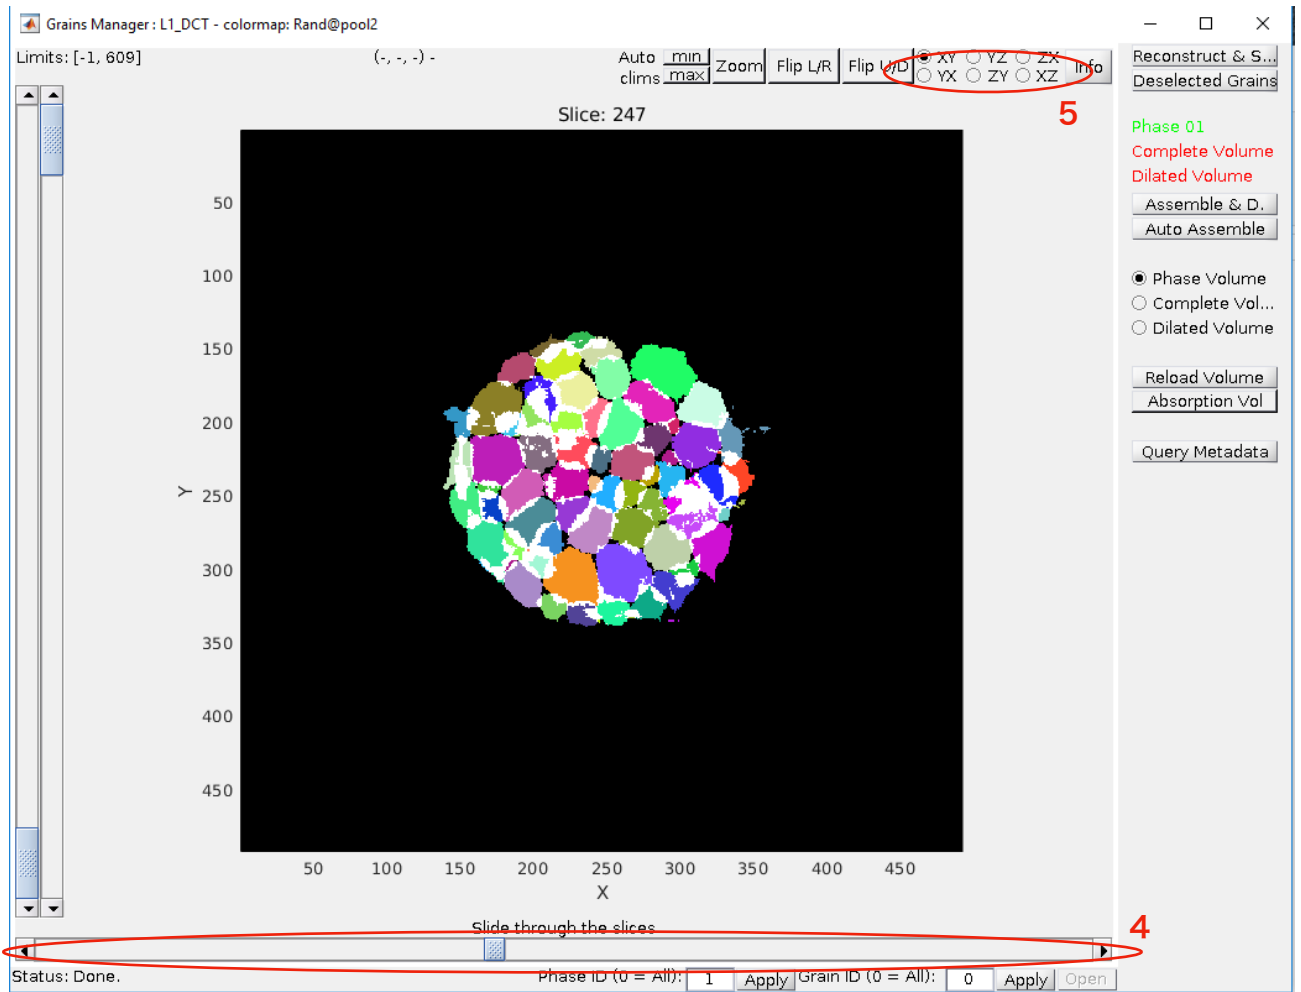 Grains Manager : L1_DCT - colormap: Rand@pool2
Limits: [-1, 609]
(-, -, -) -
Auto clims
min
max
Zoom
Flip L/R
Flip U/D
XY YZ ZX
YX ZY XZ
Info
5
Reconstruct & S...
Deselected Grains
Phase 01
Complete Volume
Dilated Volume
Assemble & D.
Auto Assemble
Phase Volume
Complete Vol...
Dilated Volume
Reload Volume
Absorption Vol
Query Metadata
Slice: 247
50
100
150
200
250
300
350
400
450
Y
50 100 150 200 250 300 350 400 450
X
Slide through the slices
4
Status: Done.
Phase ID (0 = All): 1 Apply Grain ID (0 = All): 0 Apply Open